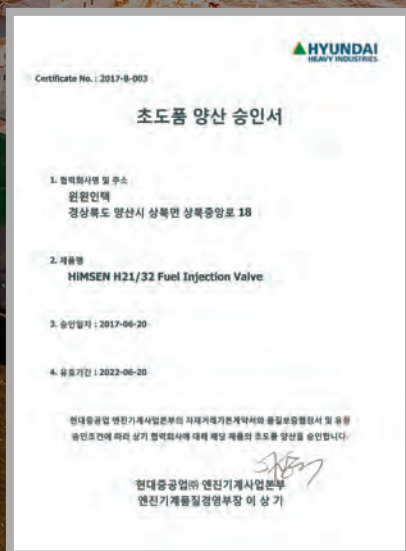 HYUNDAI
HEAVY INDUSTRIES
Certificate No. : 2017-B-003
초도품 양산 승인서
1. 협력회사명 및 주소
원원인텍
경상북도 양산시 상북면 상북중앙로 18
2. 제품명
HiMSEN H21/32 Fuel Injection Valve
3. 승인일자 : 2017-06-20
4. 유효기간 : 2022-06-20
현대중공업 엔진기계사업본부의 자재거래기본계약서와 품질보증협정서 및 유효
승인조건에 따라 상기 협력회사에 대해 해당 제품의 초도품 양산을 승인합니다.
현대중공업㈜ 엔진기계사업본부
엔진기계품질경영부장 이 상 기